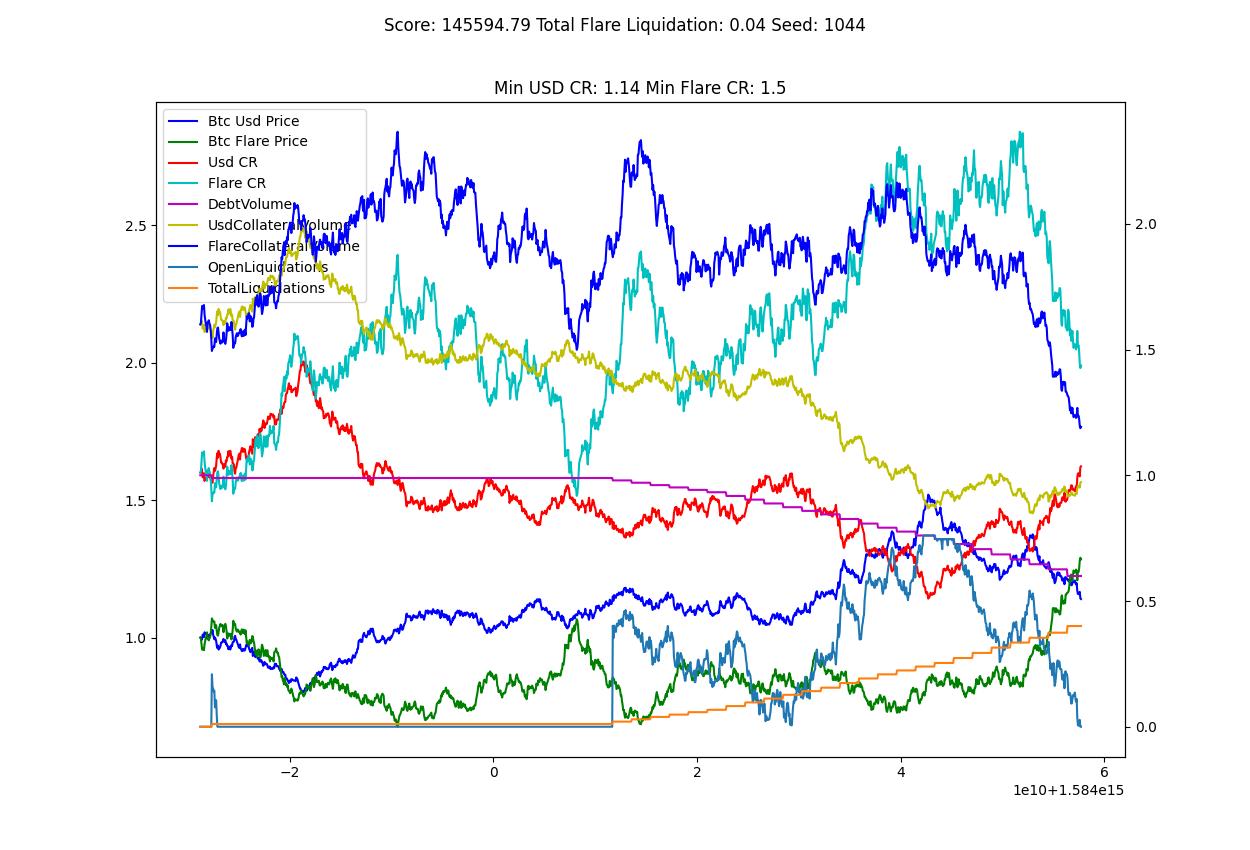 Score: 145594.79 Total Flare Liquidation: 0.04 Seed: 1044
Min USD CR: 1.14 Min Flare CR: 1.5
Btc Usd Price
Btc Flare Price
Usd CR
Flare CR
DebtVolume
UsdCollateralVolume
FlareCollateralVolume
OpenLiquidations
TotalLiquidations
2.5
2.0
1.5
1.0
2.0
1.5
1.0
0.5
0.0
−2
0
2
4
6
1e10+1.584e15